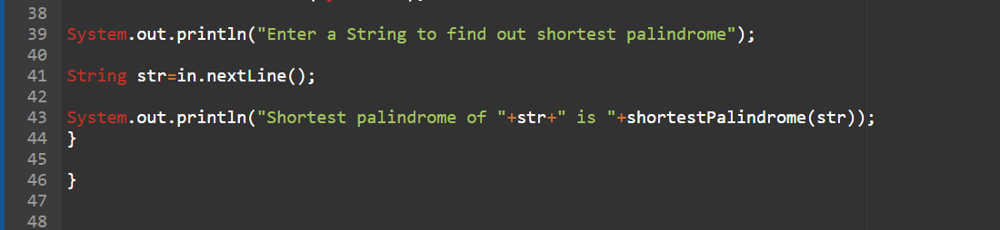 38
39 System.out.println("Enter a String to find out shortest palindrome");
40
41 String str=in.nextLine();
42
43 System.out.println("Shortest palindrome of "+str+" is "+shortestPalindrome(str));
44 }
45
46 }
47
48